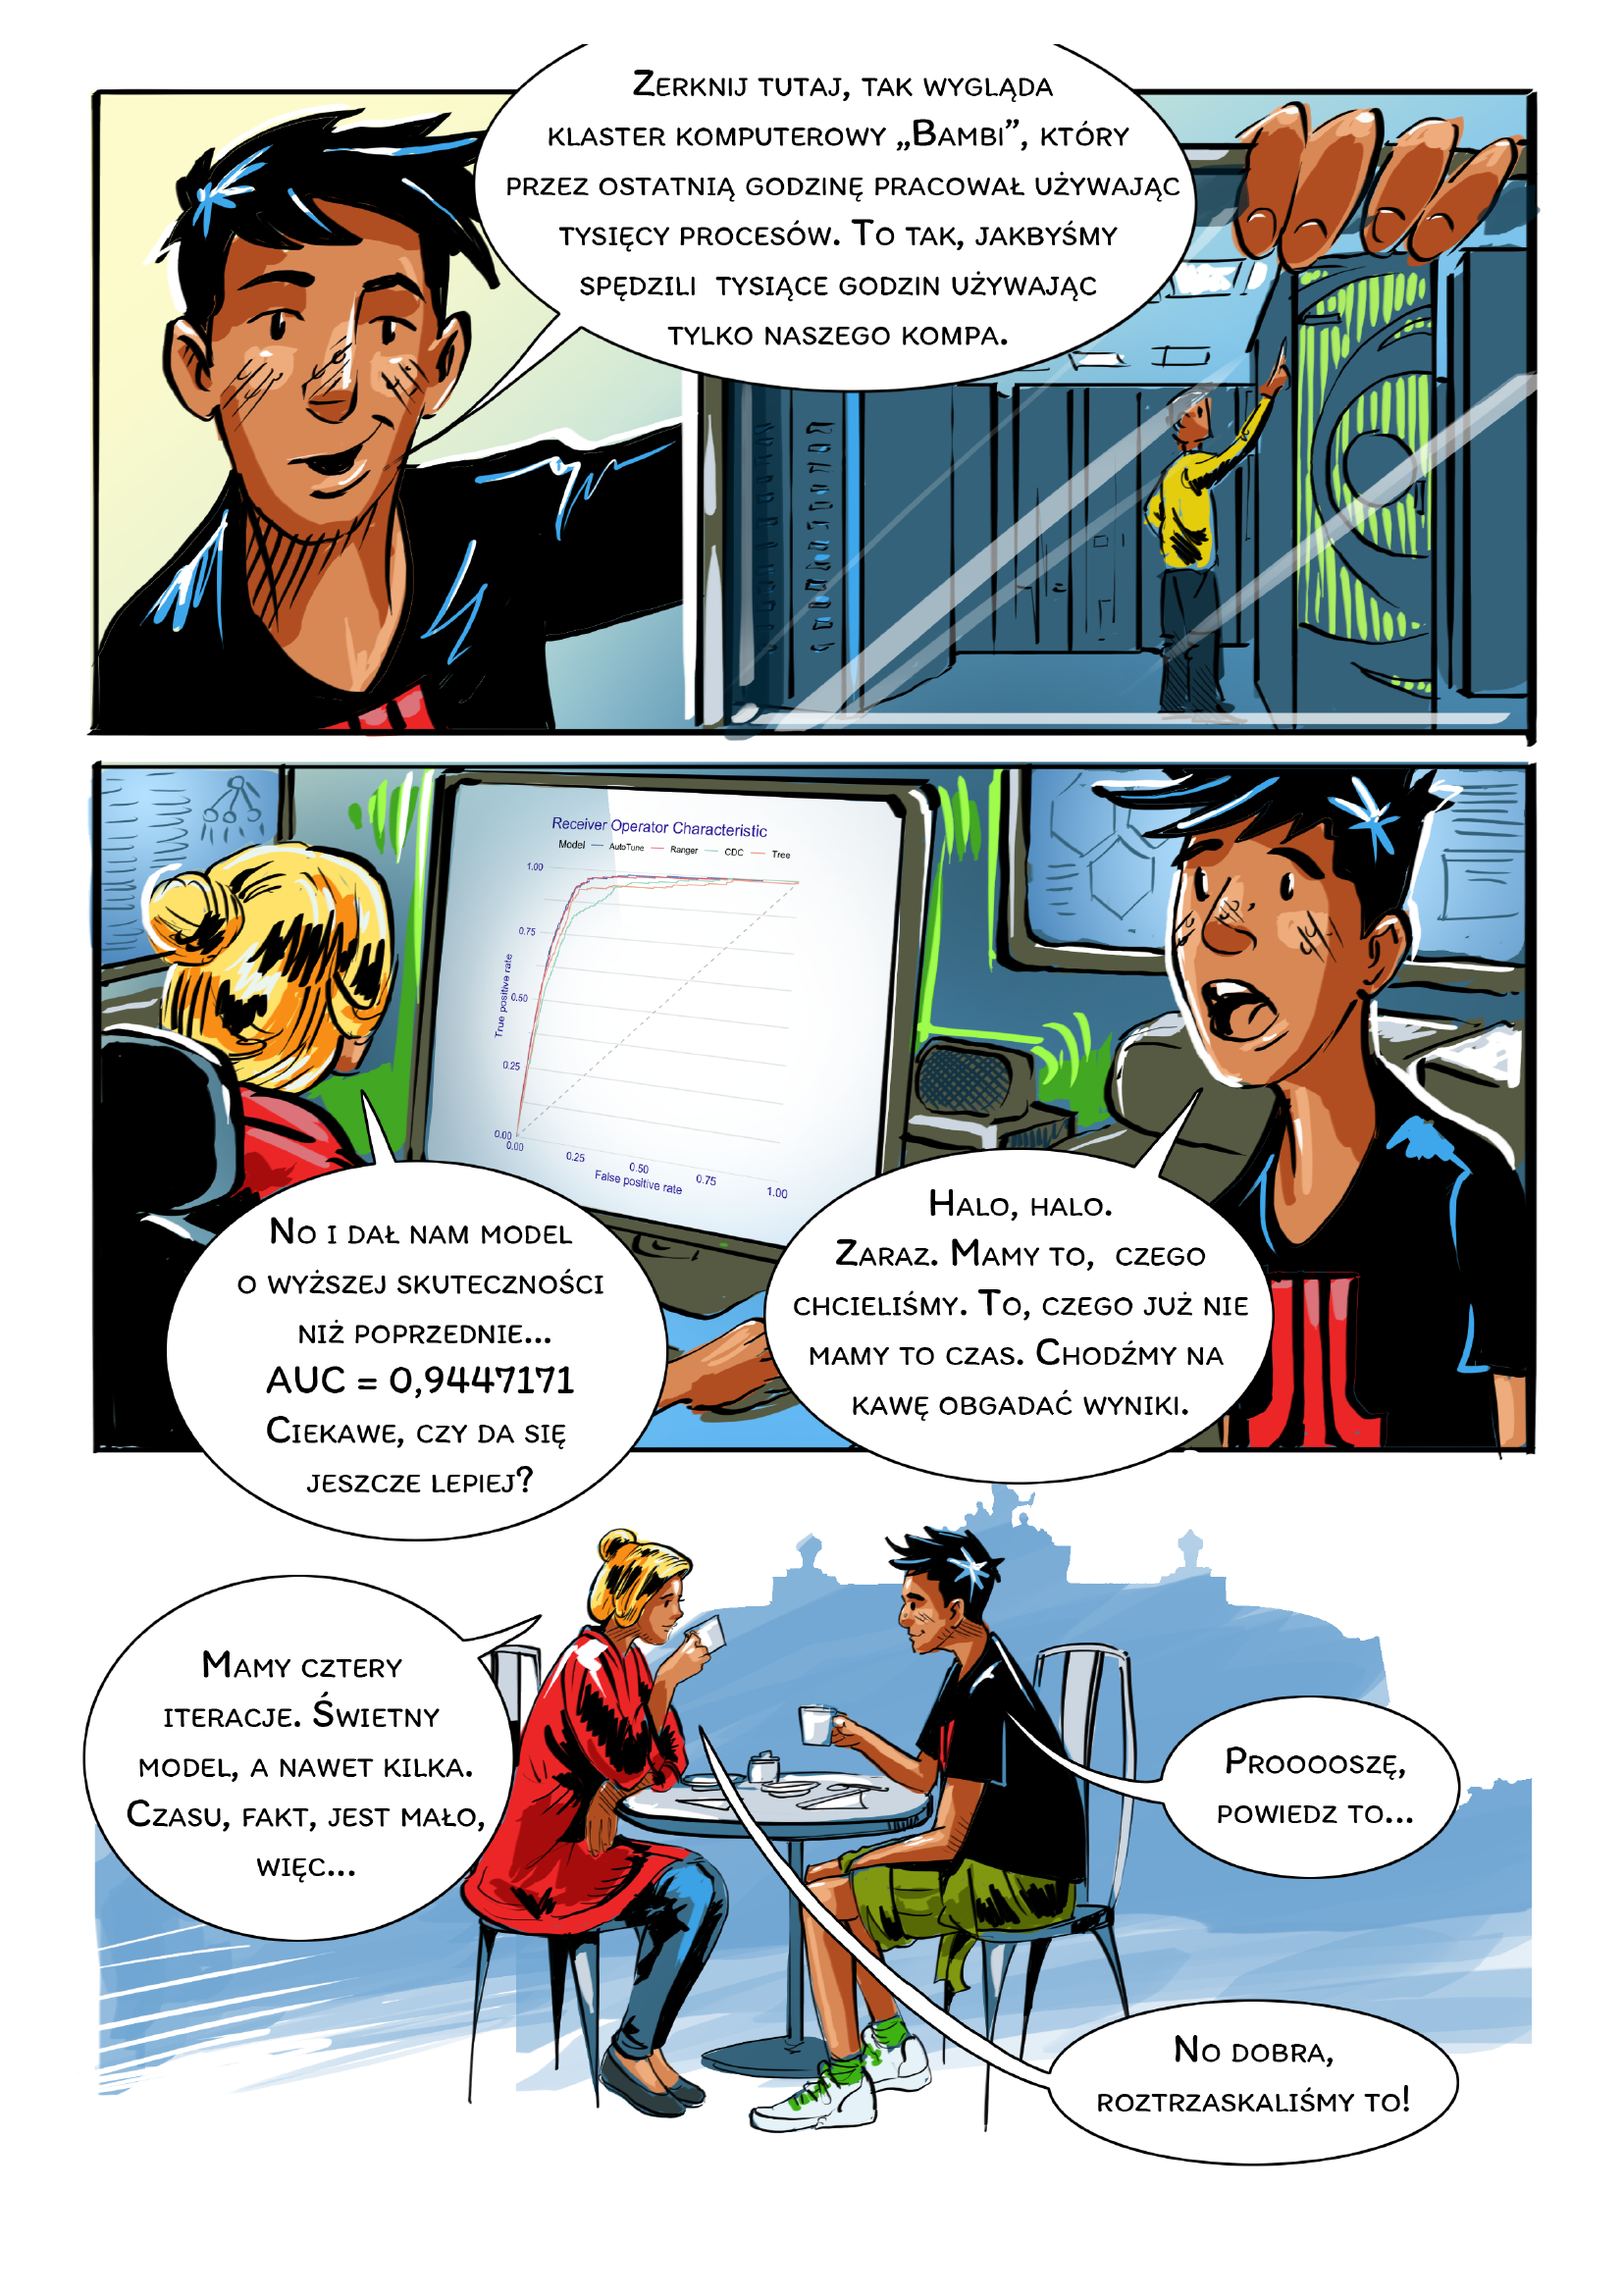 Zerknij tutaj, tak wygląda
klaster komputerowy „Bambi”, który
przez ostatnią godzinę pracował używając
tysięcy procesów. To tak, jakbyśmy
spędzili tysiące godzin używając
tylko naszego kompa.
Receiver Operator Characteristic
Model AutoTune Ranger CDC Tree
1.00
0.75
0.50
0.25
0.00
True positive rate
0.00 0.25 0.50 0.75 1.00
False positive rate
No i dał nam model
o wyższej skuteczności
niż poprzednie...
AUC = 0,9447171
Ciekawe, czy da się
jeszcze lepiej?
Halo, halo.
Zaraz. Mamy to, czego
chcieliśmy. To, czego już nie
mamy to czas. Chodźmy na
kawę obgadać wyniki.
Mamy cztery
iteracje. Świetny
model, a nawet kilka.
Czasu, fakt, jest mało,
więc...
Prooooszę,
powiedz to...
No dobra,
roztrzaskaliśmy to!